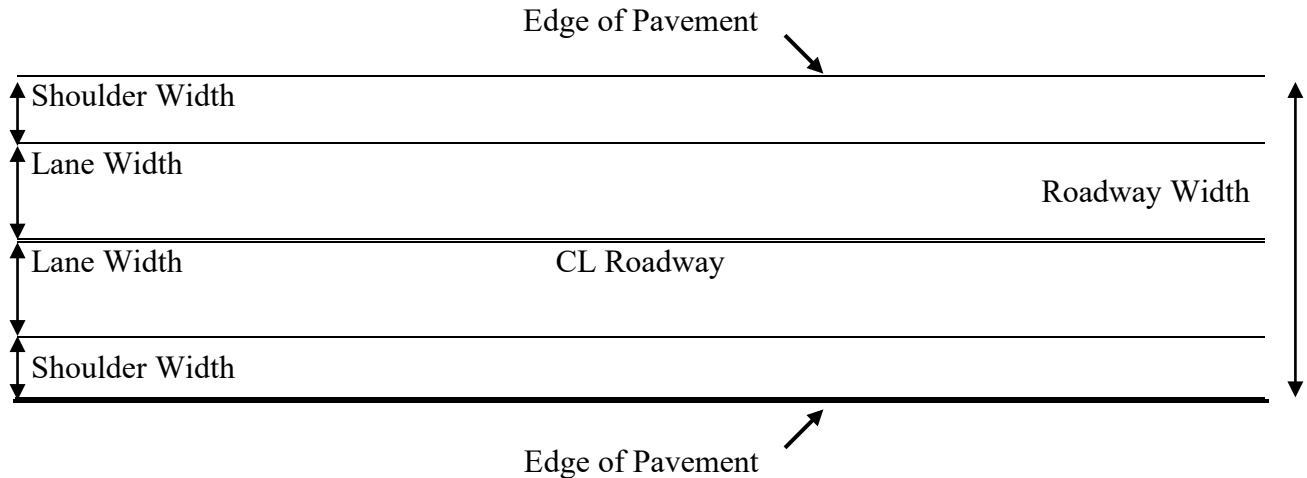 Edge of Pavement
Shoulder Width
Lane Width
Roadway Width
Lane Width
CL Roadway
Shoulder Width
Edge of Pavement